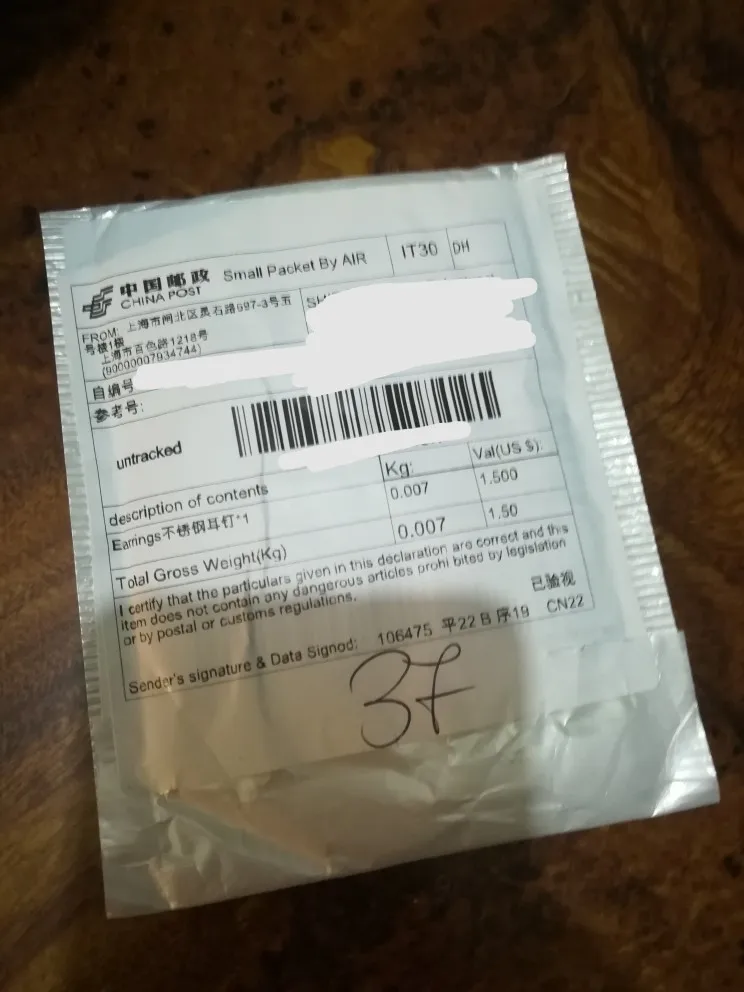 中国邮政 Small Packet By AIR IT30 DH
CHINA POST
FROM: 上海市闸北区灵石路697-3号五
号楼1楼
上海市百色路1218号
(90000007934744)
自编号
参考号:
untracked
Kg: Val(US $):
description of contents 0.007 1.500
Earrings不锈钢耳钉*1
Total Gross Weight(Kg) 0.007 1.50
I certify that the particulars given in this declaration are correct and this
item does not contain any dangerous articles prohi bited by legislation
or by postal or customs regulations. 已验视
Sender's signature & Data Signod: 106475 平22 B 序19 CN22
37